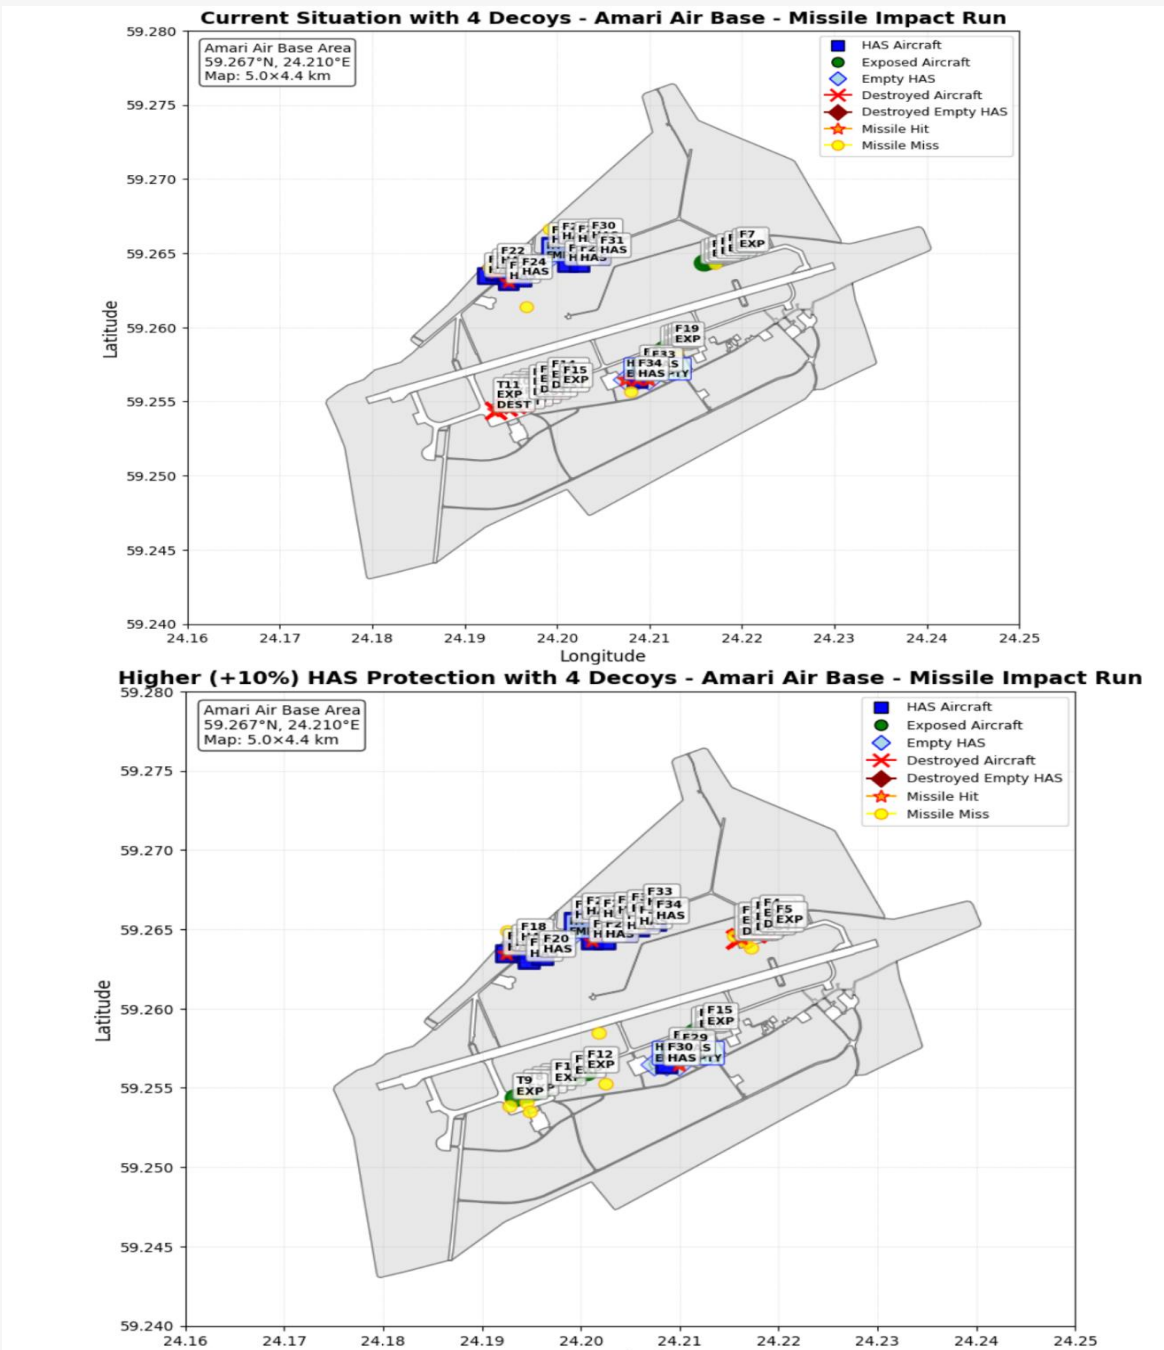 Current Situation with 4 Decoys - Amari Air Base - Missile Impact Run
59.280
Amari Air Base Area
59.267°N, 24.210°E
Map: 5.0×4.4 km
HAS Aircraft
Exposed Aircraft
Empty HAS
Destroyed Aircraft
Destroyed Empty HAS
Missile Hit
Missile Miss
59.275
59.270
59.265
59.260
59.255
59.250
59.245
59.240
Latitude
F30
F31
HAS
F22
F24
HAS
HAS
F7
EXP
F19
EXP
F33
F34
HAS
F15
EXP
T11
EXP
DEST
24.16 24.17 24.18 24.19 24.20 24.21 24.22 24.23 24.24 24.25
Longitude
Higher (+10%) HAS Protection with 4 Decoys - Amari Air Base - Missile Impact Run
59.280
Amari Air Base Area
59.267°N, 24.210°E
Map: 5.0×4.4 km
HAS Aircraft
Exposed Aircraft
Empty HAS
Destroyed Aircraft
Destroyed Empty HAS
Missile Hit
Missile Miss
59.275
59.270
59.265
59.260
59.255
59.250
59.245
59.240
Latitude
F33
F34
HAS
F18
F20
HAS
F5
EXP
F15
EXP
F29
F30
HAS
F12
EXP
T9
EXP
24.16 24.17 24.18 24.19 24.20 24.21 24.22 24.23 24.24 24.25